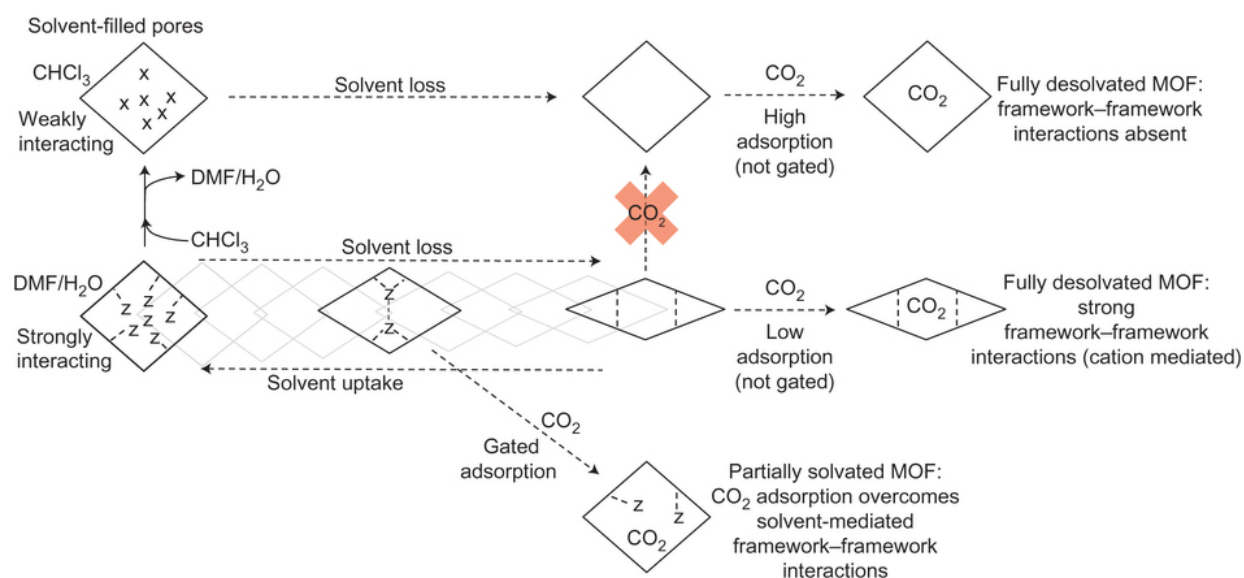 Solvent-filled pores
CHCl₃
x
x x x
x x
Weakly
interacting
Solvent loss
CO₂
High
adsorption
(not gated)
CO₂
Fully desolvated MOF:
framework–framework
interactions absent
DMF/H₂O
CHCl₃
CO₂
Solvent loss
DMF/H₂O
z z
z z
z z
Strongly
interacting
z
z
Solvent uptake
CO₂
Low
adsorption
(not gated)
CO₂
Fully desolvated MOF:
strong
framework–framework
interactions (cation mediated)
CO₂
Gated
adsorption
z
z
CO₂
Partially solvated MOF:
CO₂ adsorption overcomes
solvent-mediated
framework–framework
interactions